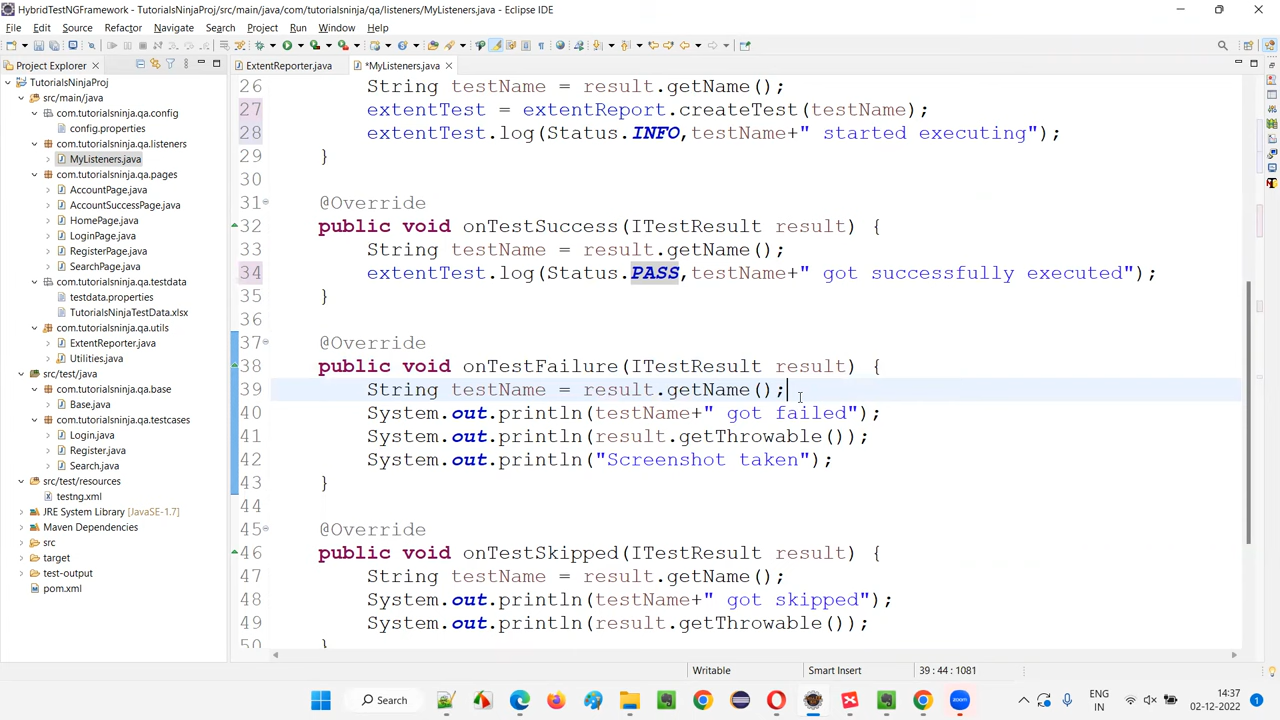 HybridTestNGFramework - TutorialsNinjaProj/src/main/java/com/tutorialsninja/qa/listeners/MyListeners.java - Eclipse IDE
File Edit Source Refactor Navigate Search Project Run Window Help
Project Explorer
ExtentReporter.java
*MyListeners.java
TutorialsNinjaProj
src/main/java
com.tutorialsninja.qa.config
config.properties
com.tutorialsninja.qa.listeners
MyListeners.java
com.tutorialsninja.qa.pages
AccountPage.java
AccountSuccessPage.java
HomePage.java
LoginPage.java
RegisterPage.java
SearchPage.java
com.tutorialsninja.qa.testdata
testdata.properties
TutorialsNinjaTestData.xlsx
com.tutorialsninja.qa.utils
ExtentReporter.java
Utilities.java
src/test/java
com.tutorialsninja.qa.base
Base.java
com.tutorialsninja.qa.testcases
Login.java
Register.java
Search.java
src/test/resources
testng.xml
JRE System Library [JavaSE-1.7]
Maven Dependencies
src
target
test-output
pom.xml
26 String testName = result.getName();
27 extentTest = extentReport.createTest(testName);
28 extentTest.log(Status.INFO,testName+" started executing");
29 }
30
31 @Override
32 public void onTestSuccess(ITestResult result) {
33 String testName = result.getName();
34 extentTest.log(Status.PASS,testName+" got successfully executed");
35 }
36
37 @Override
38 public void onTestFailure(ITestResult result) {
39 String testName = result.getName();
40 System.out.println(testName+" got failed");
41 System.out.println(result.getThrowable());
42 System.out.println("Screenshot taken");
43 }
44
45 @Override
46 public void onTestSkipped(ITestResult result) {
47 String testName = result.getName();
48 System.out.println(testName+" got skipped");
49 System.out.println(result.getThrowable());
50 }
Writable
Smart Insert
39 : 44 : 1081
Search
ENG
IN
14:37
02-12-2022